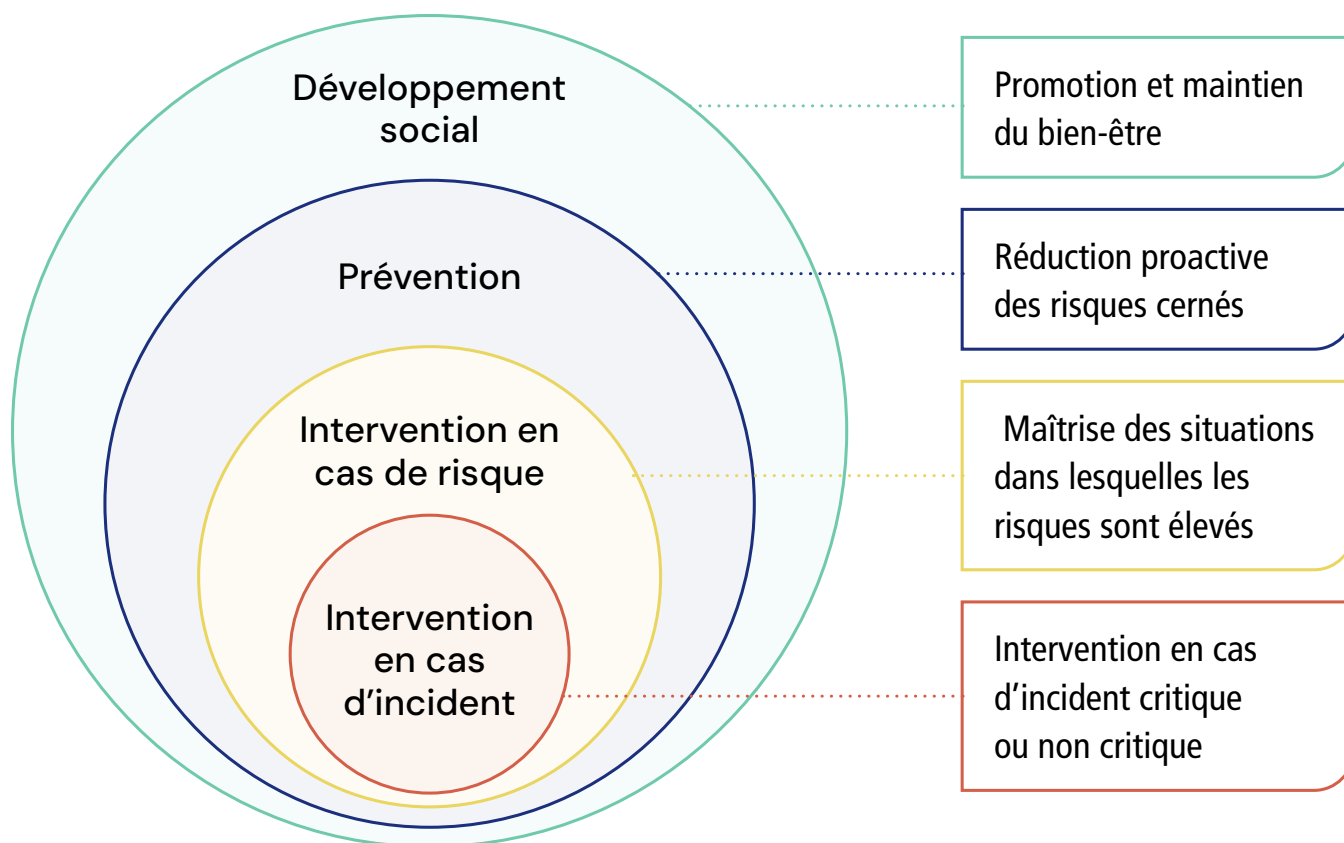 Développement
social
Promotion et maintien
du bien-être
Prévention
Réduction proactive
des risques cernés
Intervention en
cas de risque
Maîtrise des situations
dans lesquelles les
risques sont élevés
Intervention
en cas
d’incident
Intervention en cas
d’incident critique
ou non critique